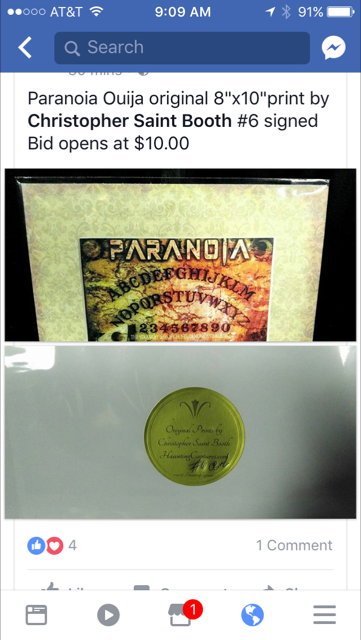 AT&T 9:09 AM 91%
Search
Paranoia Ouija original 8"x10"print by
Christopher Saint Booth #6 signed
Bid opens at $10.00
PARANOIA
ABCDEFGHIJKLM
NOPQRSTUVWXYZ
1234567890
Original Prints by
Christopher Saint Booth
4
1 Comment
1